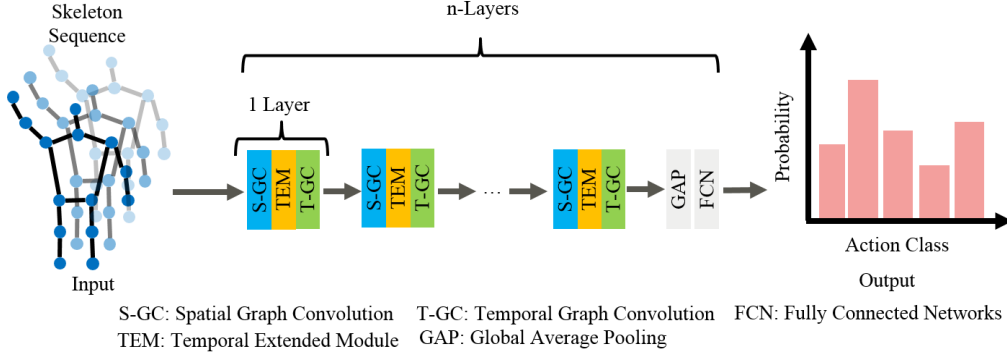 Skeleton
Sequence
n-Layers
1 Layer
S-GC
TEM
T-GC
S-GC
TEM
T-GC
...
S-GC
TEM
T-GC
GAP
FCN
Probability
Action Class
Input
Output
S-GC: Spatial Graph Convolution
T-GC: Temporal Graph Convolution
FCN: Fully Connected Networks
TEM: Temporal Extended Module
GAP: Global Average Pooling